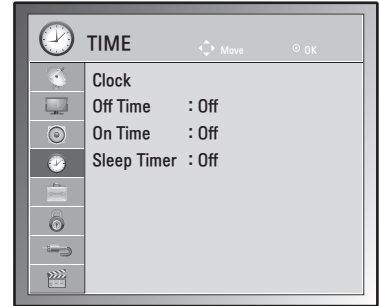 TIME
Move
OK
Clock
Off Time : Off
On Time : Off
Sleep Timer : Off